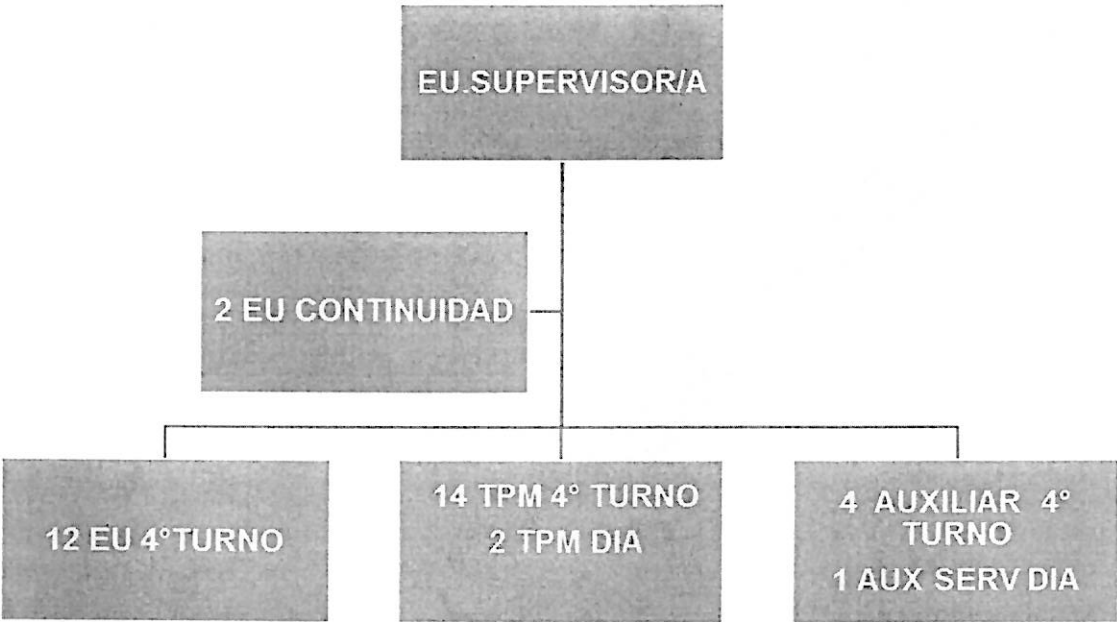 EU.SUPERVISOR/A
2 EU CONTINUIDAD
12 EU 4°TURNO
14 TPM 4° TURNO
2 TPM DIA
4 AUXILIAR 4°
TURNO
1 AUX SERV DIA